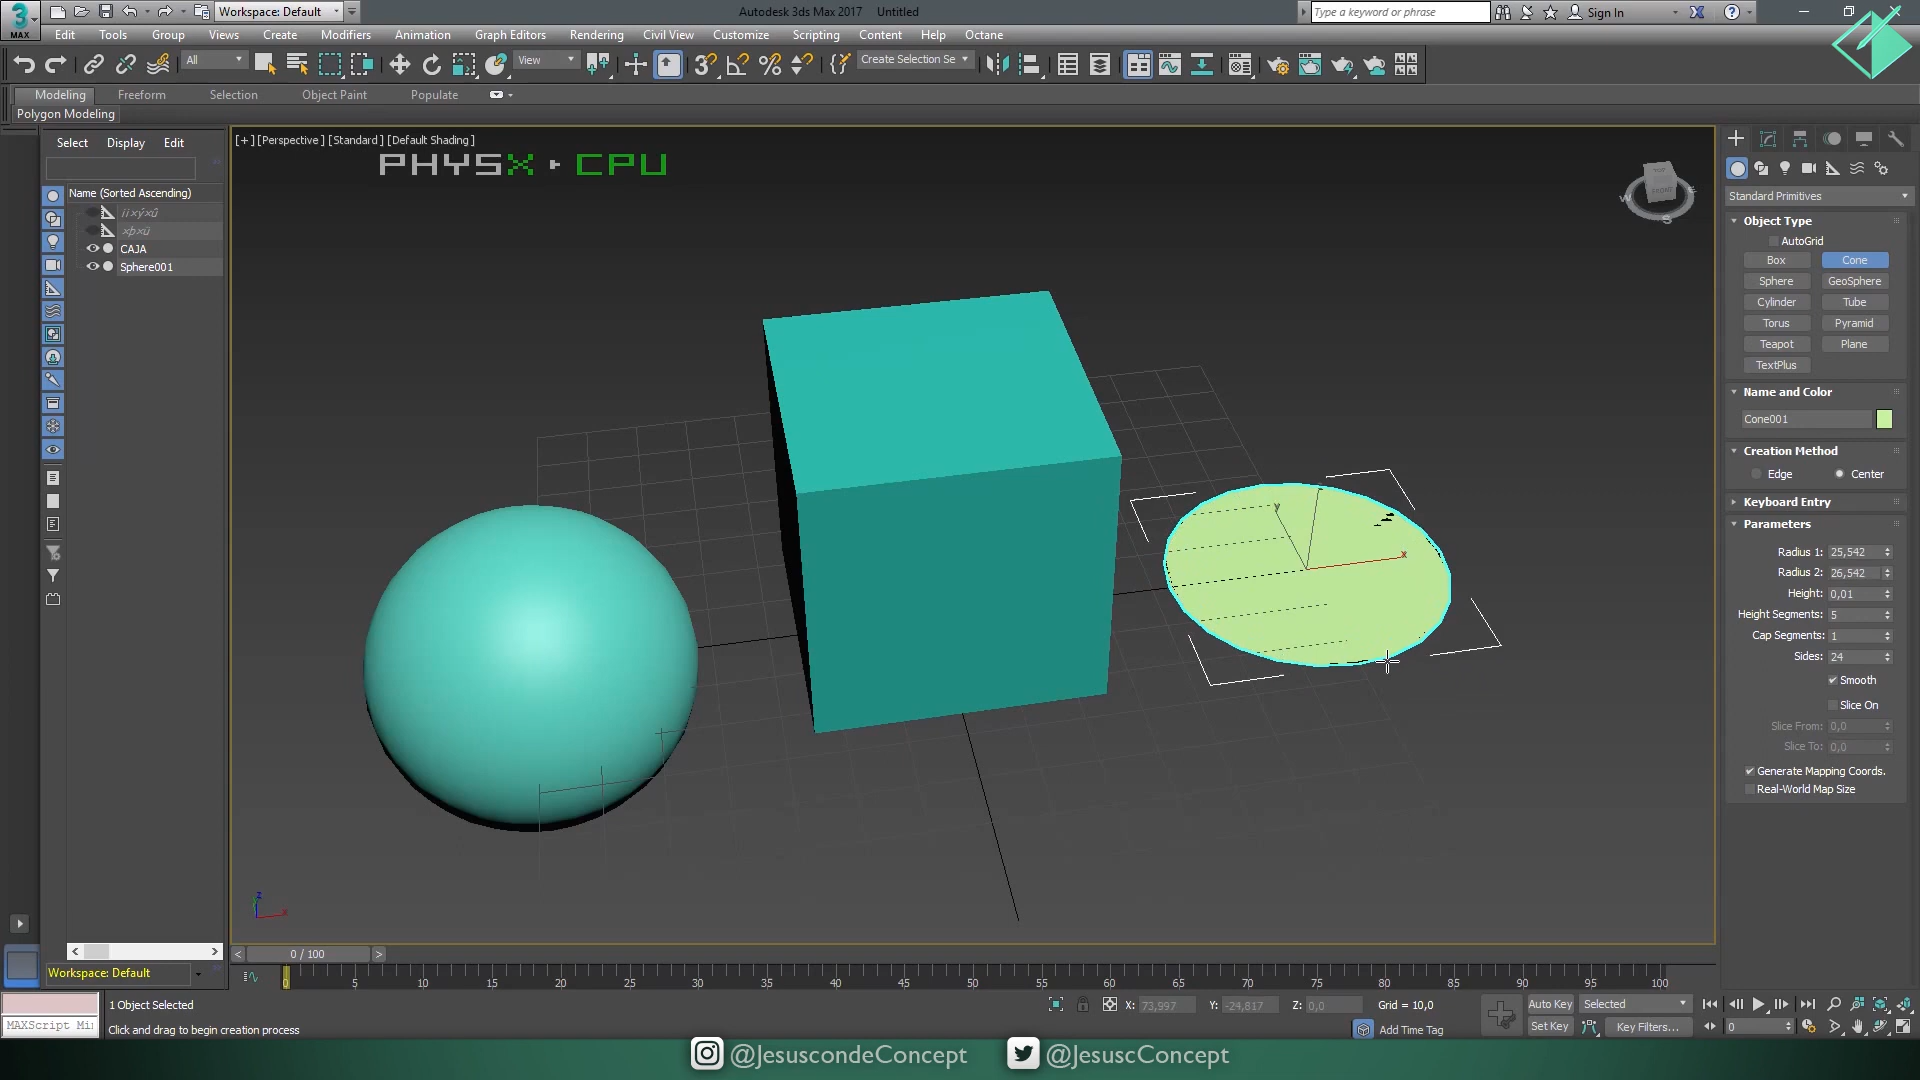 3
MAX
Workspace: Default
Autodesk 3ds Max 2017 Untitled
Type a keyword or phrase
Sign In
Edit Tools Group Views Create Modifiers Animation Graph Editors Rendering Civil View Customize Scripting Content Help Octane
All
View
Create Selection Se
Modeling Freeform Selection Object Paint Populate
Polygon Modeling
Select Display Edit
Name (Sorted Ascending)
CAJA
Sphere001
[+] [Perspective ] [Standard ] [Default Shading ]
PHYSX CPU
TOP
FRONT
W
S
E
y
x
z
x
Standard Primitives
Object Type
AutoGrid
Box Cone
Sphere GeoSphere
Cylinder Tube
Torus Pyramid
Teapot Plane
TextPlus
Name and Color
Cone001
Creation Method
Edge Center
Keyboard Entry
Parameters
Radius 1: 25,542
Radius 2: 26,542
Height: 0,01
Height Segments: 5
Cap Segments: 1
Sides: 24
Smooth
Slice On
Slice From: 0,0
Slice To: 0,0
Generate Mapping Coords.
Real-World Map Size
< 0 / 100 >
Workspace: Default
0 5 10 15 20 25 30 35 40 45 50 55 60 65 70 75 80 85 90 95 100
1 Object Selected
X: 73,997 Y: -24,817 Z: 0,0 Grid = 10,0
Auto Key Selected
MAXScript Mi
Click and drag to begin creation process
Add Time Tag
Set Key Key Filters...
0
@JesuscondeConcept @JesuscConcept